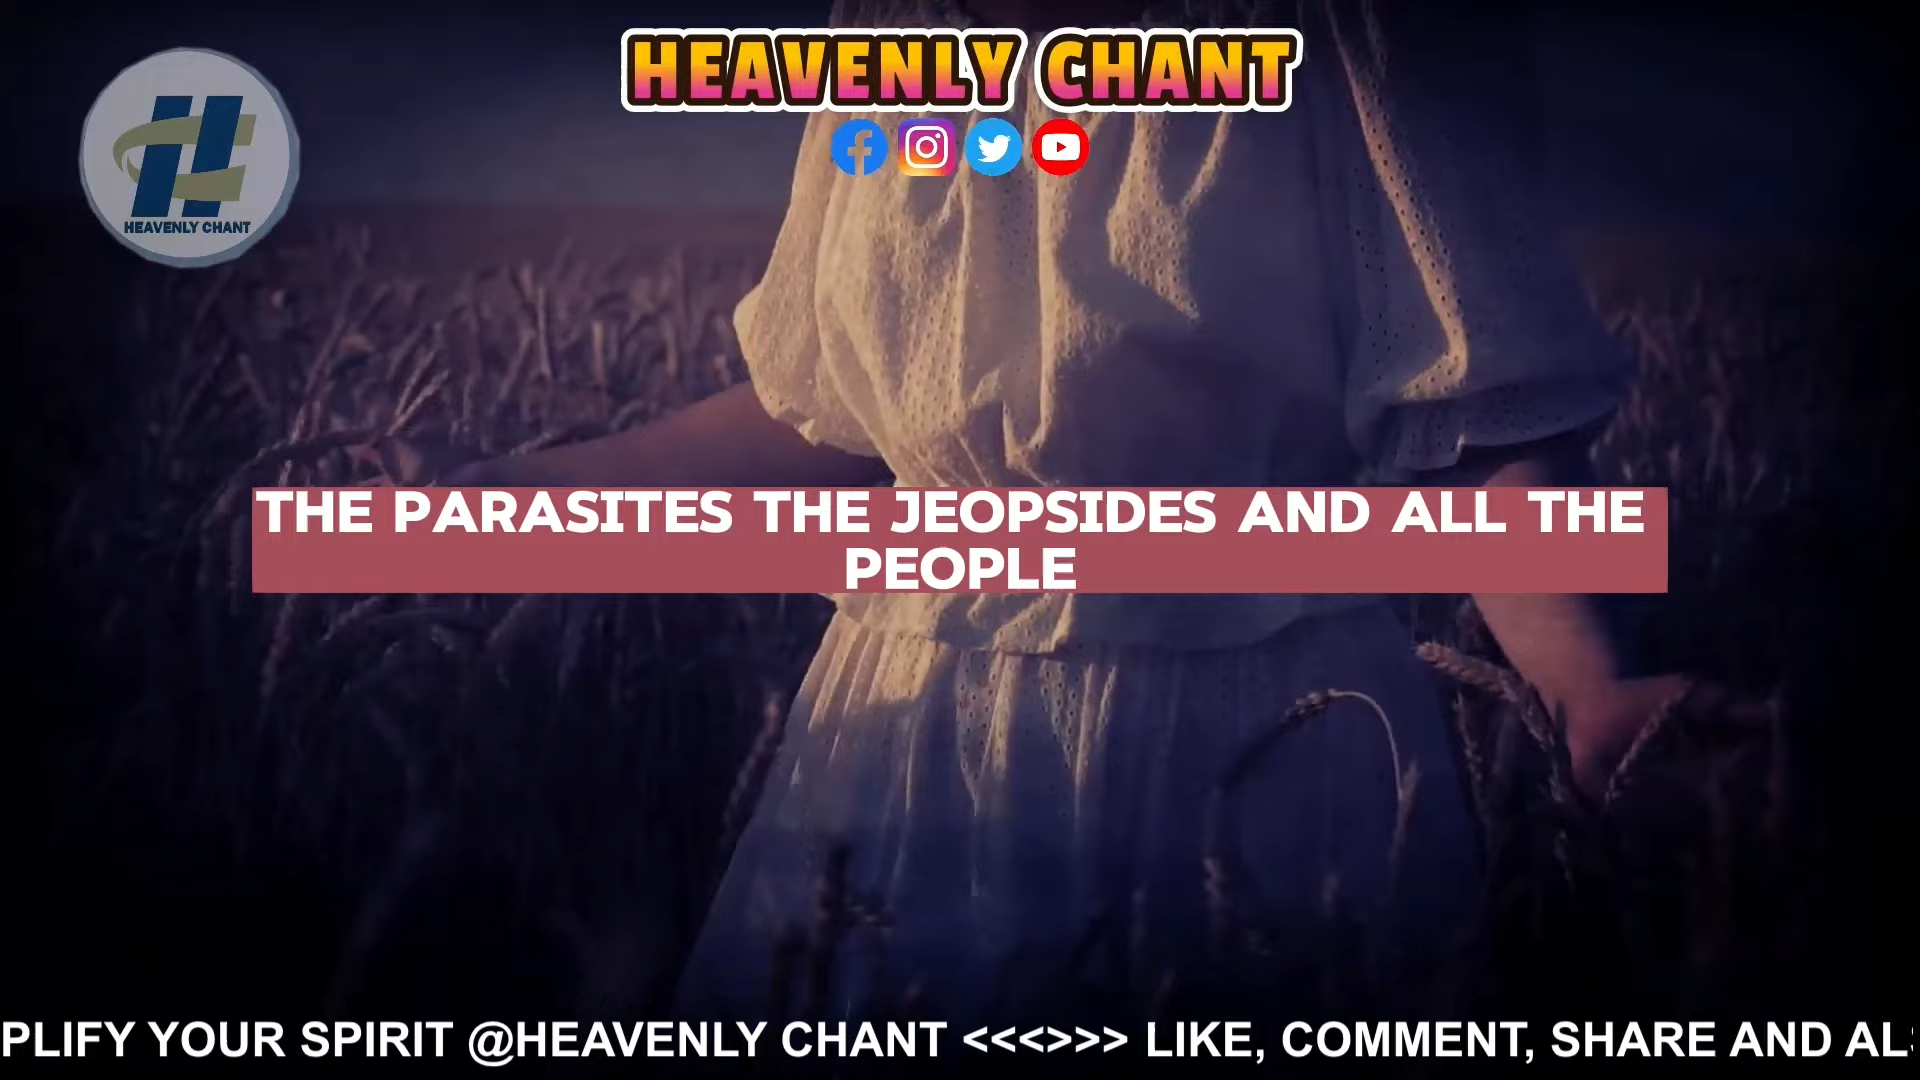 HEAVENLY CHANT
HEAVENLY CHANT
THE PARASITES THE JEOPSIDES AND ALL THE
PEOPLE
PLIFY YOUR SPIRIT @HEAVENLY CHANT <<<>>> LIKE, COMMENT, SHARE AND AL